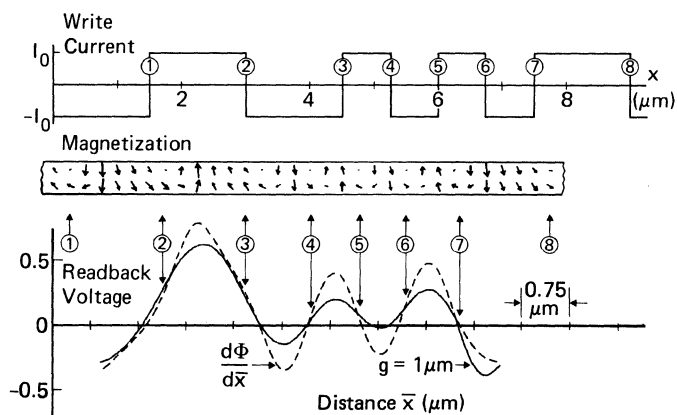 Write
Current
I₀
① ② ③ ④ ⑤ ⑥ ⑦ ⑧ x
2 4 6 8 (μm)
-I₀
Magnetization
① ② ③ ④ ⑤ ⑥ ⑦ ⑧
0.5
Readback
Voltage
0.75
μm
0
dΦ
dx̅
g = 1μm
-0.5
Distance x̅ (μm)